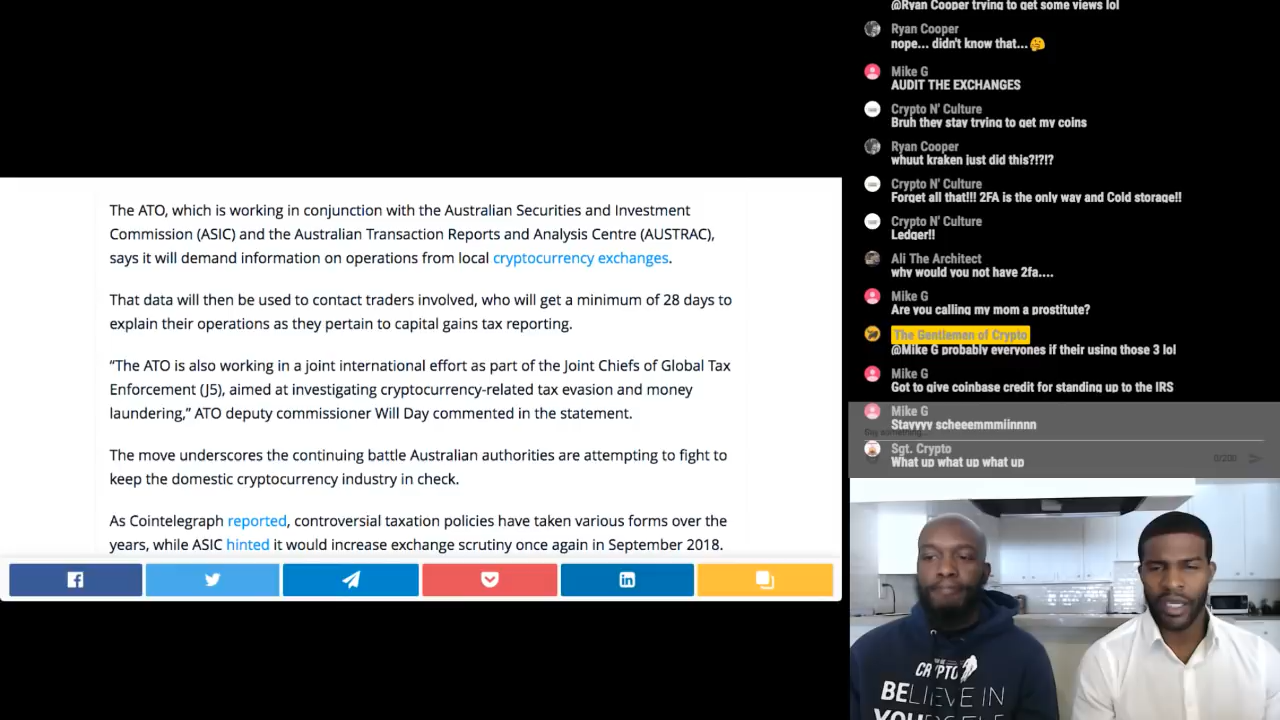 The ATO, which is working in conjunction with the Australian Securities and Investment
Commission (ASIC) and the Australian Transaction Reports and Analysis Centre (AUSTRAC),
says it will demand information on operations from local cryptocurrency exchanges.
That data will then be used to contact traders involved, who will get a minimum of 28 days to
explain their operations as they pertain to capital gains tax reporting.
“The ATO is also working in a joint international effort as part of the Joint Chiefs of Global Tax
Enforcement (J5), aimed at investigating cryptocurrency-related tax evasion and money
laundering,” ATO deputy commissioner Will Day commented in the statement.
The move underscores the continuing battle Australian authorities are attempting to fight to
keep the domestic cryptocurrency industry in check.
As Cointelegraph reported, controversial taxation policies have taken various forms over the
years, while ASIC hinted it would increase exchange scrutiny once again in September 2018.
@Ryan Cooper trying to get some views lol
Ryan Cooper
nope... didn't know that...🤔
Mike G
AUDIT THE EXCHANGES
Crypto N' Culture
Bruh they stay trying to get my coins
Ryan Cooper
whuut kraken just did this?!?!?
Crypto N' Culture
Forget all that!!! 2FA is the only way and Cold storage!!
Crypto N' Culture
Ledger!!
Ali The Architect
why would you not have 2fa....
Mike G
Are you calling my mom a prostitute?
The Gentlemen of Crypto
@Mike G probably everyones if their using those 3 lol
Mike G
Got to give coinbase credit for standing up to the IRS
Mike G
Stayyyy scheeemmmiinnnn
Say something...
Sgt. Crypto
What up what up what up
0/200
CRYPTO
BELIEVE IN
YOURSELF